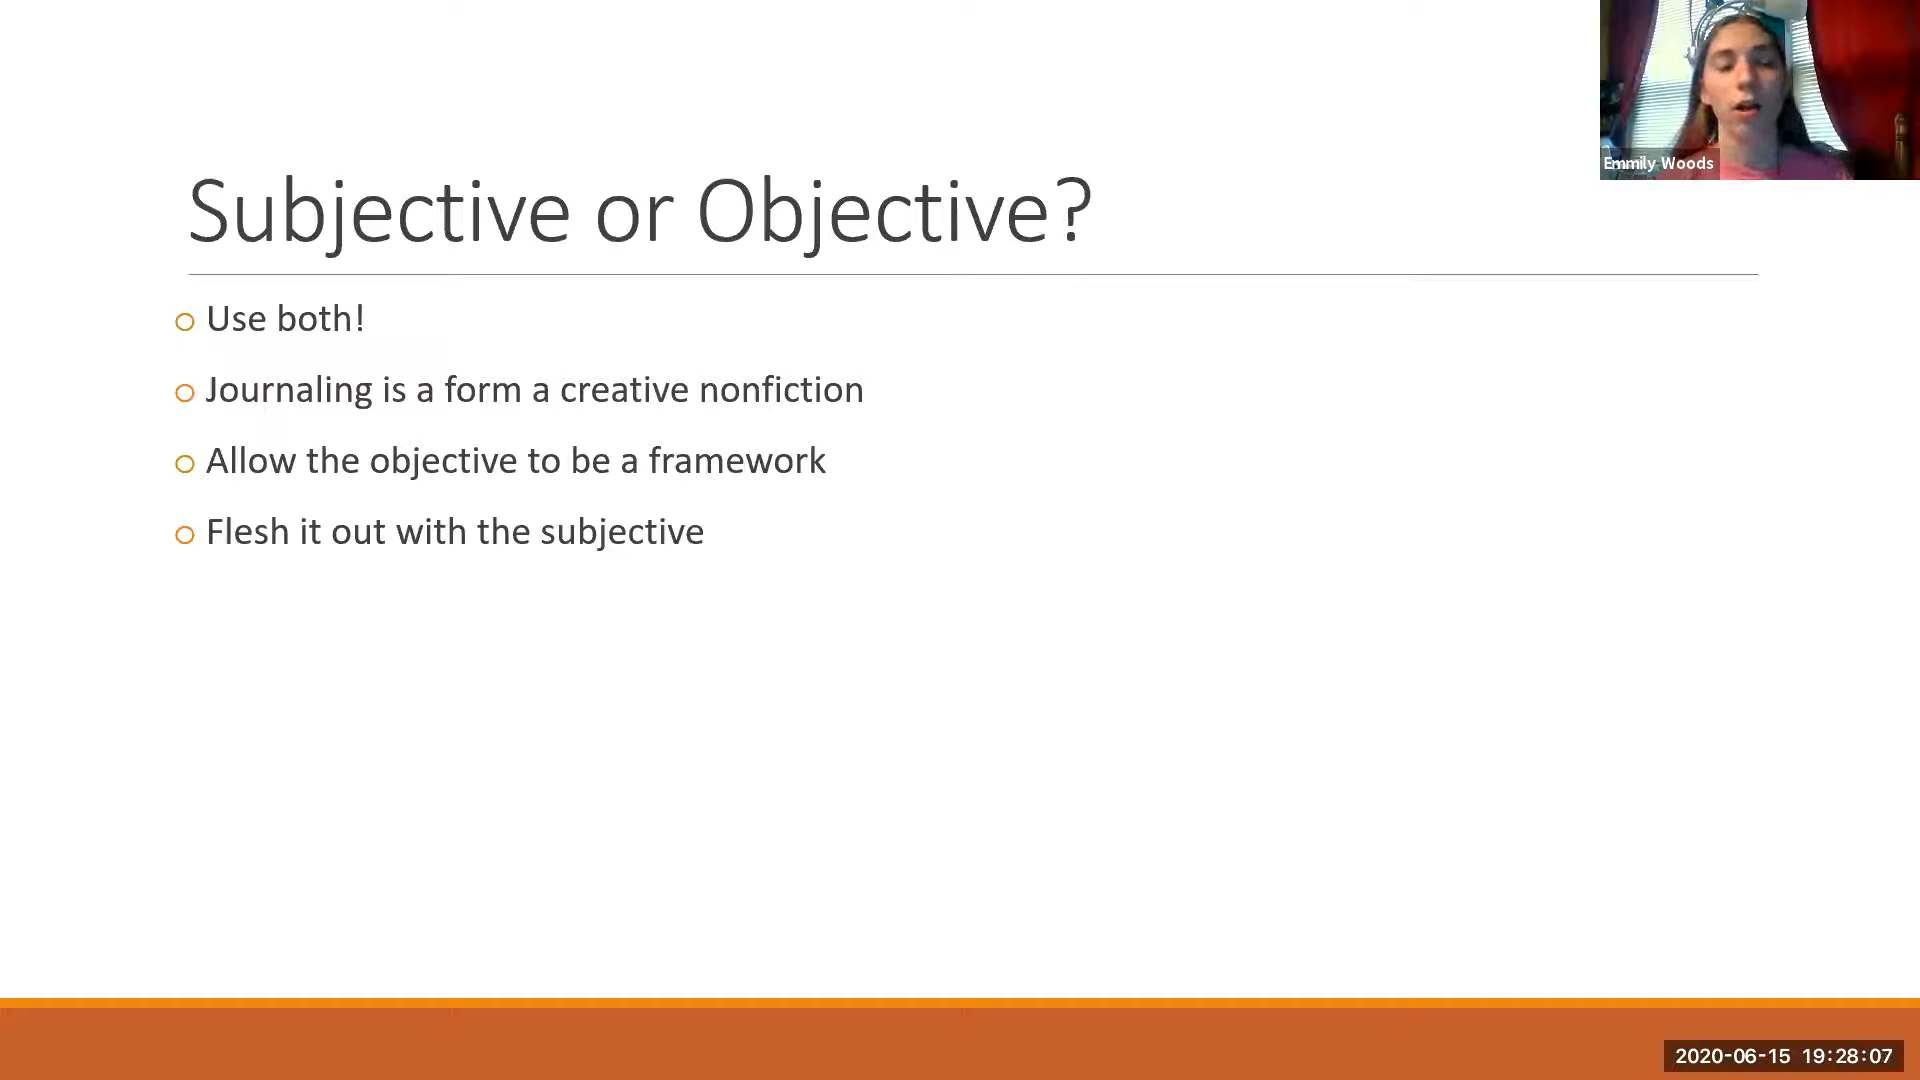 Emmily Woods
Subjective or Objective?
Use both!
Journaling is a form a creative nonfiction
Allow the objective to be a framework
Flesh it out with the subjective
2020-06-15 19:28:07